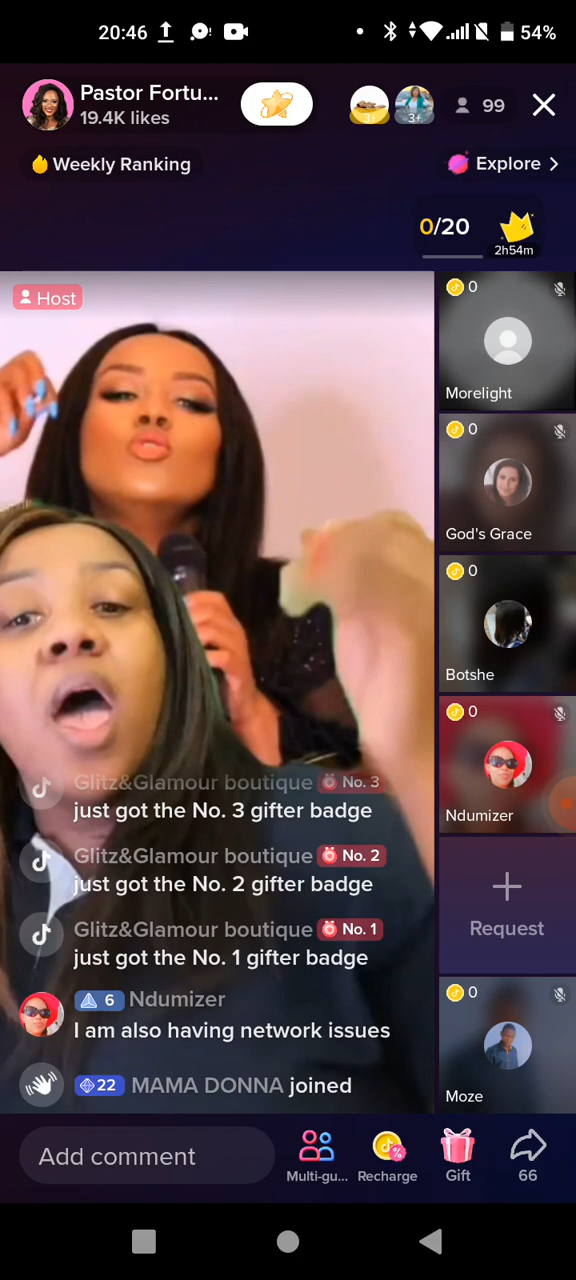 20:46
54%
Pastor Fortu...
19.4K likes
3+
3+
99
Weekly Ranking
Explore >
0/20
2h54m
Host
0
Morelight
0
God's Grace
0
Botshe
0
Ndumizer
Request
0
Moze
Glitz&Glamour boutique No. 3
just got the No. 3 gifter badge
Glitz&Glamour boutique No. 2
just got the No. 2 gifter badge
Glitz&Glamour boutique No. 1
just got the No. 1 gifter badge
6 Ndumizer
I am also having network issues
22 MAMA DONNA joined
Add comment
Multi-gu...
Recharge
Gift
66